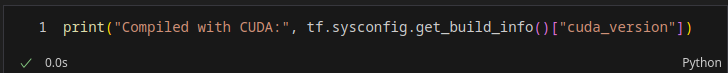 1 print("Compiled with CUDA:", tf.sysconfig.get_build_info()["cuda_version"])
0.0s Python